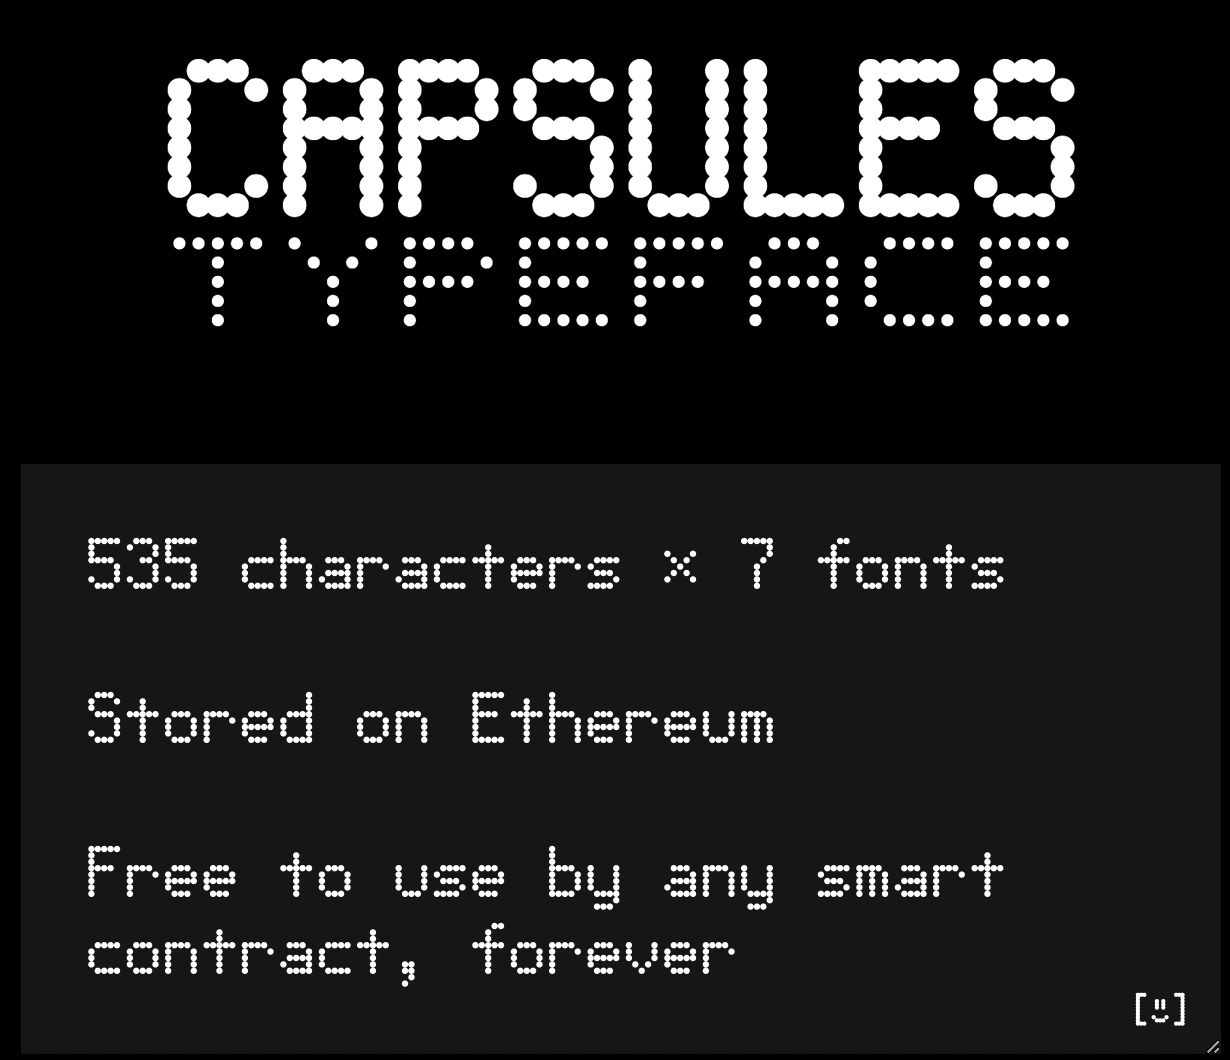 CAPSULES
TYPEFACE
535 characters × 7 fonts
Stored on Ethereum
Free to use by any smart
contract, forever
[ಠ]